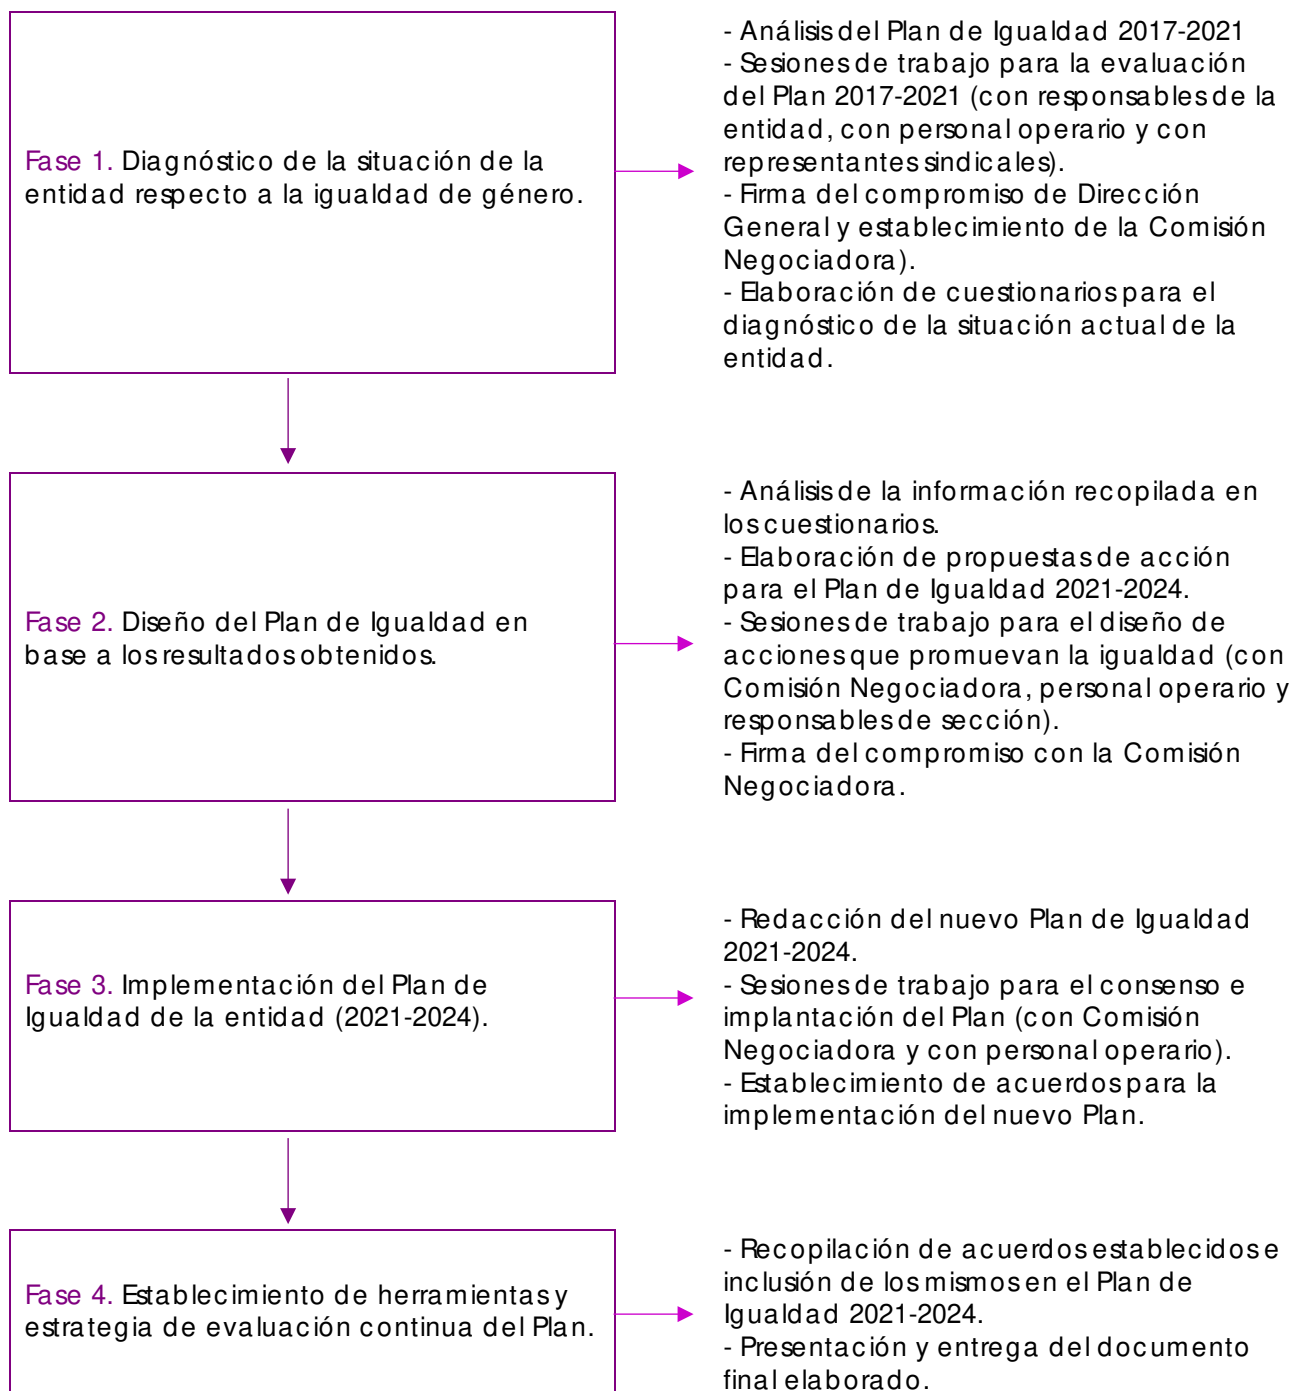 Fase 1. Diagnóstico de la situación de la
entidad respecto a la igualdad de género.
- Análisis del Plan de Igualdad 2017-2021
- Sesiones de trabajo para la evaluación
del Plan 2017-2021 (con responsables de la
entidad, con personal operario y con
representantes sindicales).
- Firma del compromiso de Dirección
General y establecimiento de la Comisión
Negociadora).
- Elaboración de cuestionarios para el
diagnóstico de la situación actual de la
entidad.
Fase 2. Diseño del Plan de Igualdad en
base a los resultados obtenidos.
- Análisis de la información recopilada en
los cuestionarios.
- Elaboración de propuestas de acción
para el Plan de Igualdad 2021-2024.
- Sesiones de trabajo para el diseño de
acciones que promuevan la igualdad (con
Comisión Negociadora, personal operario y
responsables de sección).
- Firma del compromiso con la Comisión
Negociadora.
Fase 3. Implementación del Plan de
Igualdad de la entidad (2021-2024).
- Redacción del nuevo Plan de Igualdad
2021-2024.
- Sesiones de trabajo para el consenso e
implantación del Plan (con Comisión
Negociadora y con personal operario).
- Establecimiento de acuerdos para la
implementación del nuevo Plan.
Fase 4. Establecimiento de herramientas y
estrategia de evaluación continua del Plan.
- Recopilación de acuerdos establecidos e
inclusión de los mismos en el Plan de
Igualdad 2021-2024.
- Presentación y entrega del documento
final elaborado.